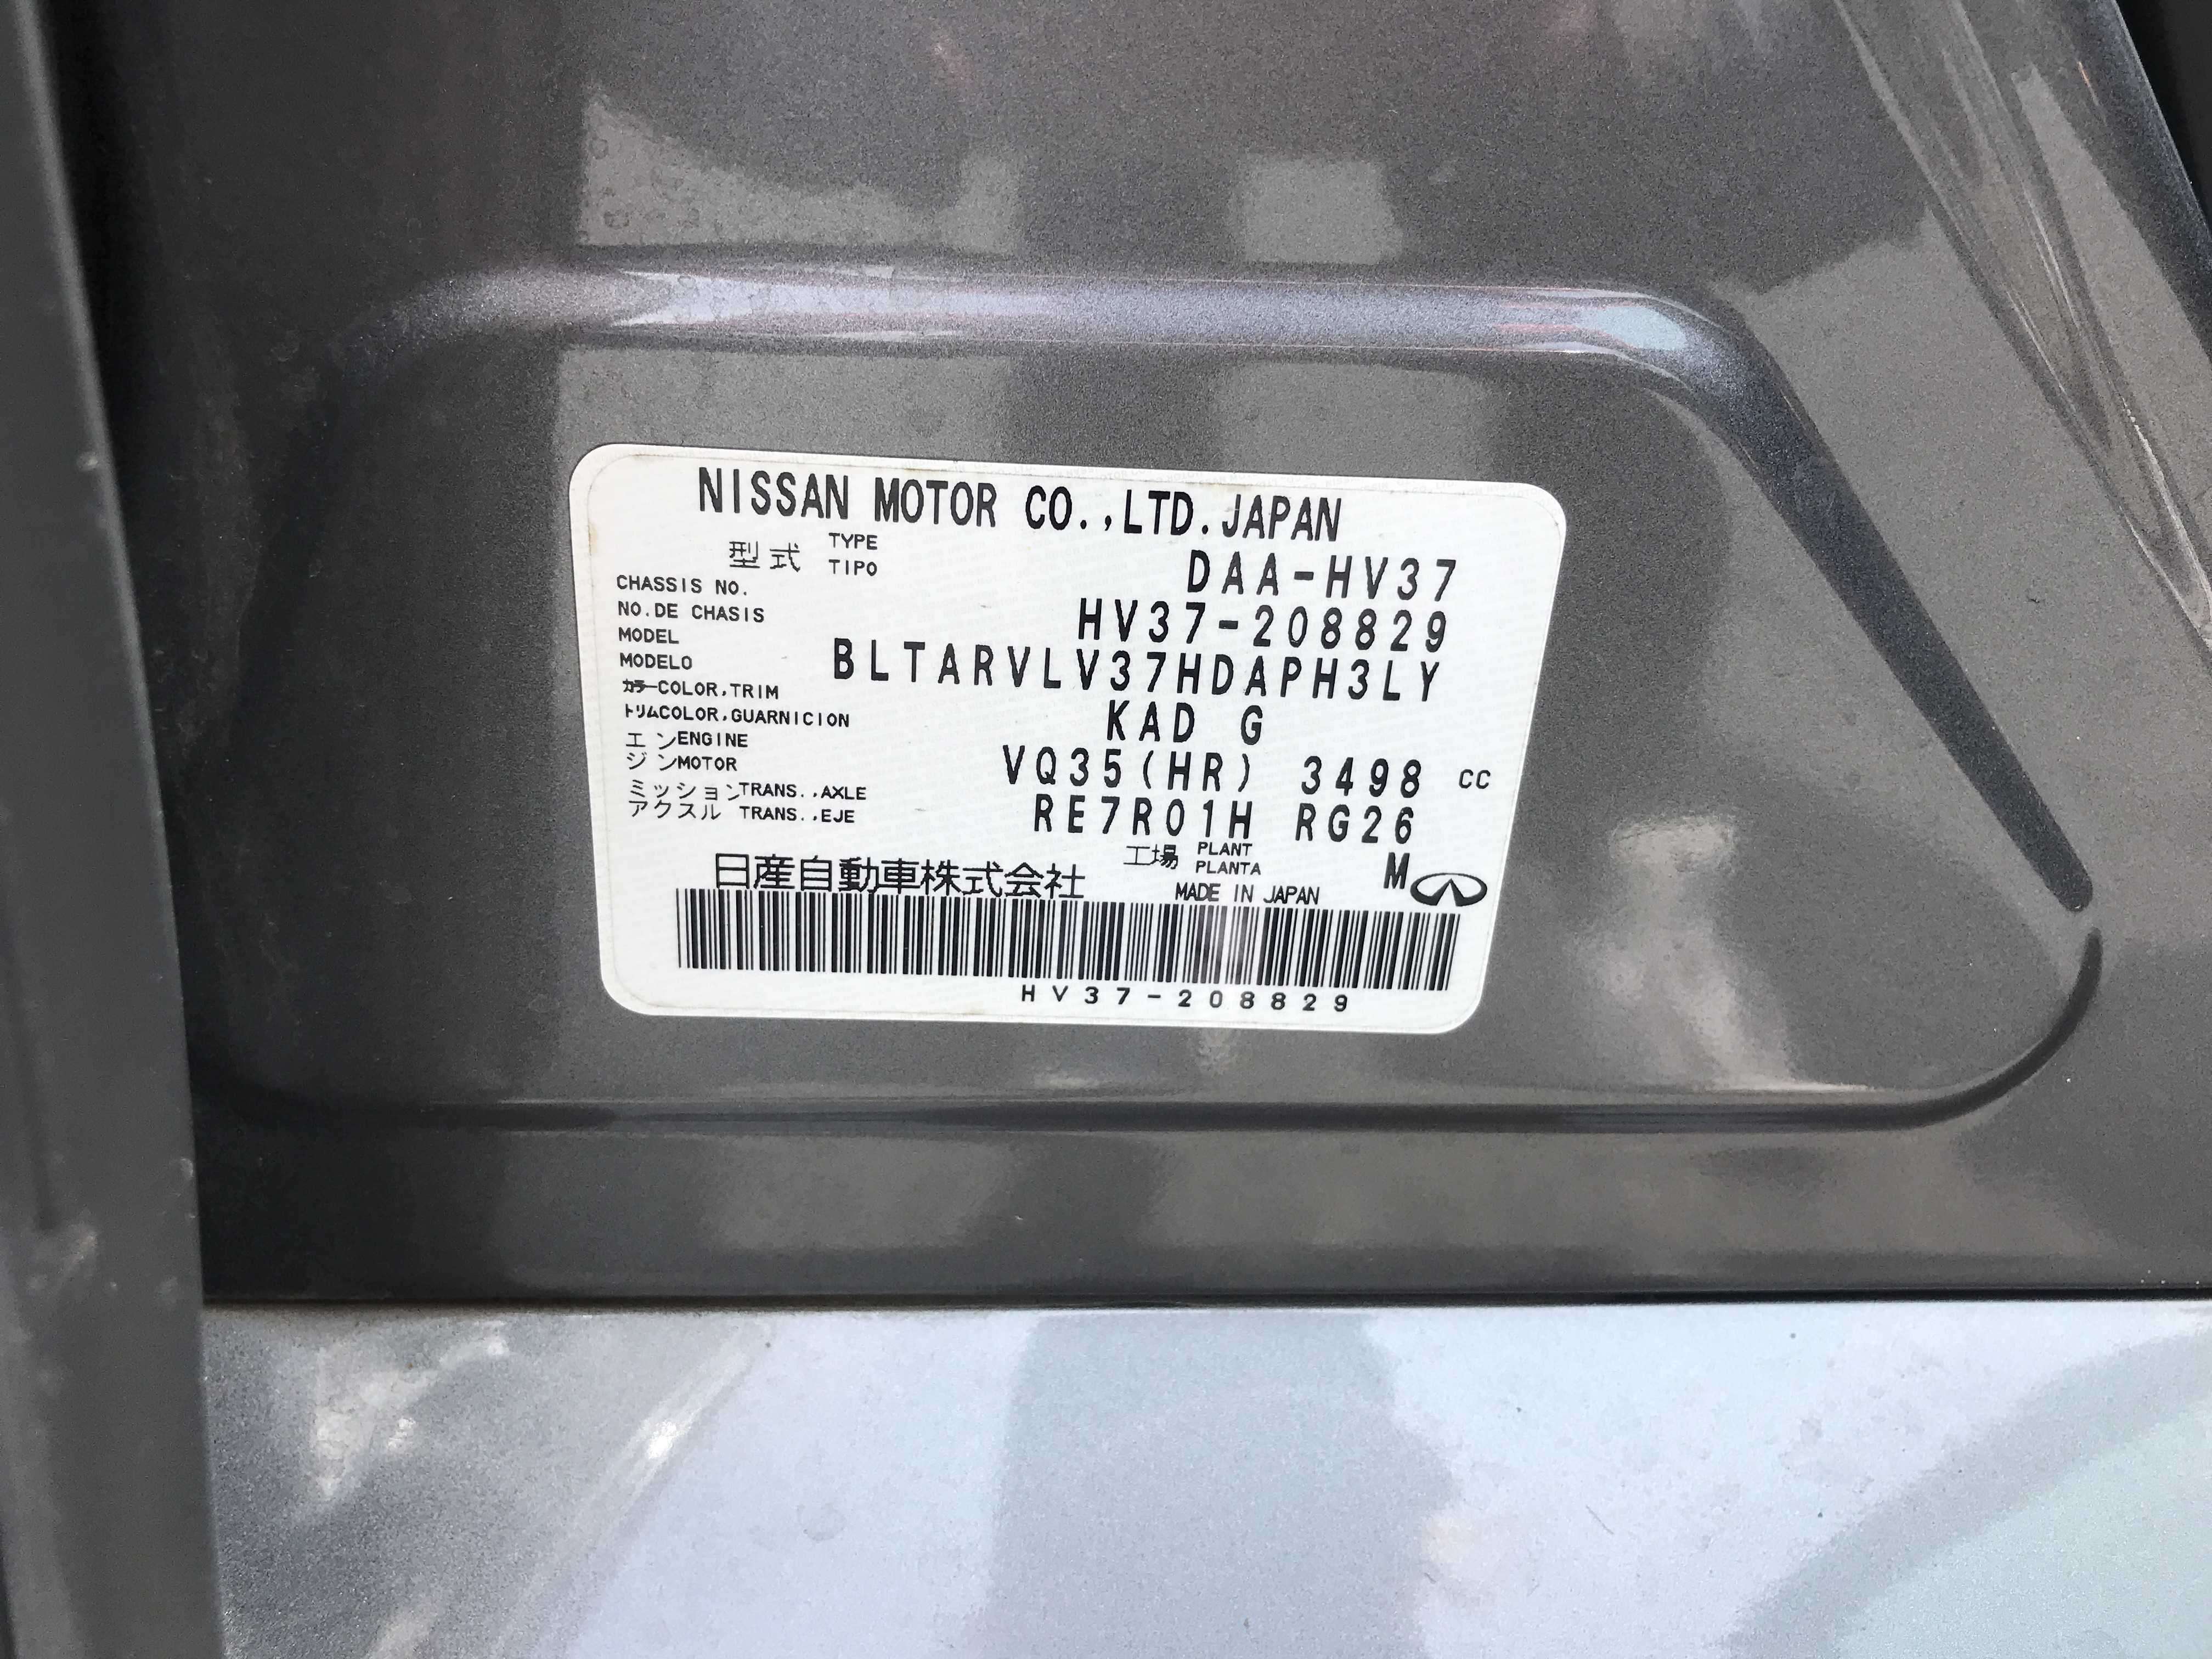 NISSAN MOTOR CO.,LTD.JAPAN
型式 TYPE TIPO DAA-HV37
CHASSIS NO.
NO.DE CHASIS HV37-208829
MODEL
MODELO BLTARVLV37HDAPH3LY
カラーCOLOR,TRIM
トリムCOLOR,GUARNICION KAD G
エンENGINE
ジンMOTOR VQ35(HR) 3498 CC
ミッションTRANS.,AXLE
アクスル TRANS.,EJE RE7R01H RG26
工場 PLANT PLANTA M
日産自動車株式会社 MADE IN JAPAN
HV37-208829